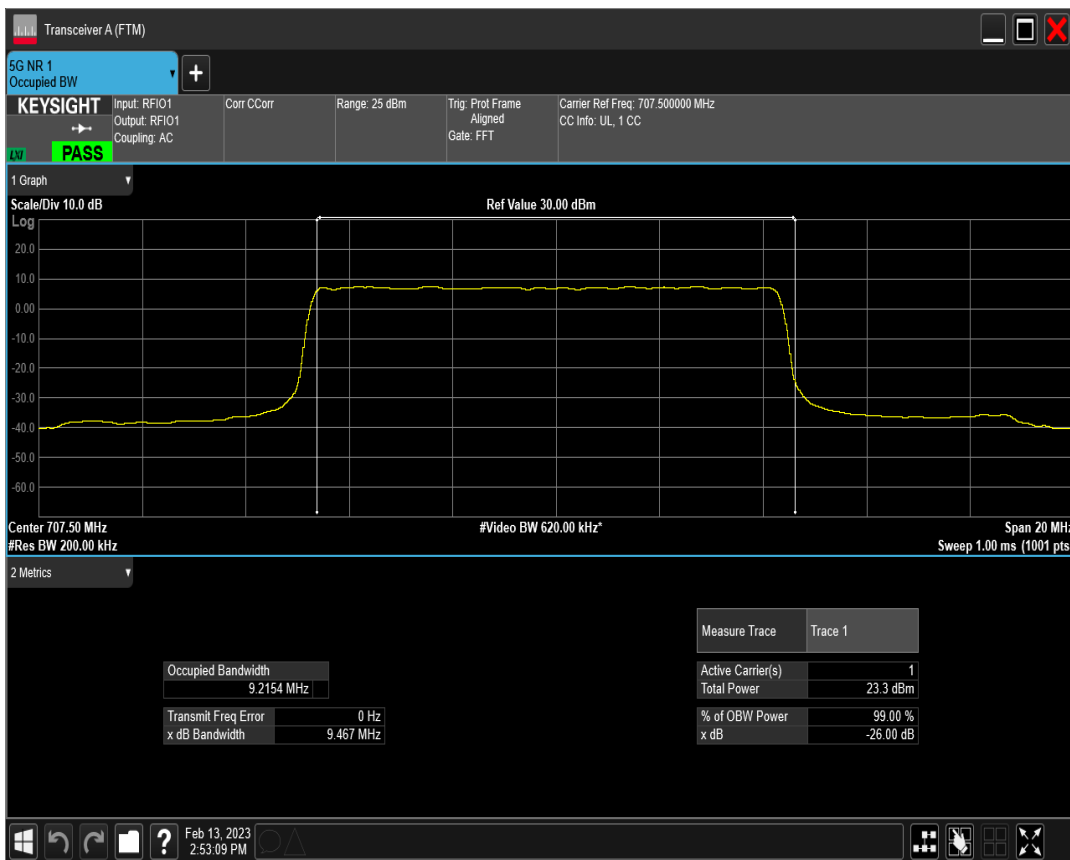 Transceiver A (FTM)
5G NR 1
Occupied BW
+
KEYSIGHT
LXI
PASS
Input: RFIO1
Output: RFIO1
Coupling: AC
Corr CCorr
Range: 25 dBm
Trig: Prot Frame
Aligned
Gate: FFT
Carrier Ref Freq: 707.500000 MHz
CC Info: UL, 1 CC
1 Graph
Scale/Div 10.0 dB
Ref Value 30.00 dBm
Log
20.0
10.0
0.00
-10.0
-20.0
-30.0
-40.0
-50.0
-60.0
Center 707.50 MHz
#Video BW 620.00 kHz*
Span 20 MHz
#Res BW 200.00 kHz
Sweep 1.00 ms (1001 pts
2 Metrics
Measure Trace Trace 1
Occupied Bandwidth
9.2154 MHz
Active Carrier(s) 1
Total Power 23.3 dBm
Transmit Freq Error 0 Hz
x dB Bandwidth 9.467 MHz
% of OBW Power 99.00 %
x dB -26.00 dB
?
Feb 13, 2023
2:53:09 PM